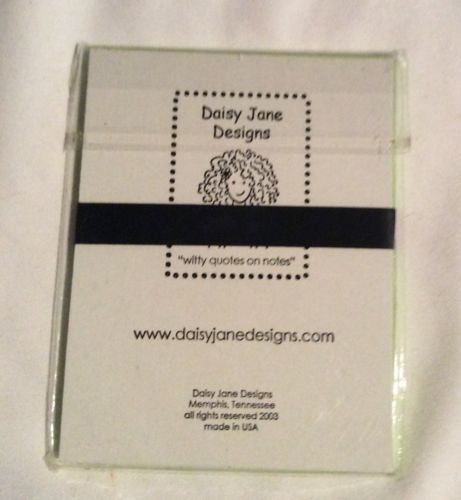 Daisy Jane
Designs
"witty quotes on notes"
www.daisyjanedesigns.com
Daisy Jane Designs
Memphis, Tennessee
all rights reserved 2003
made in USA